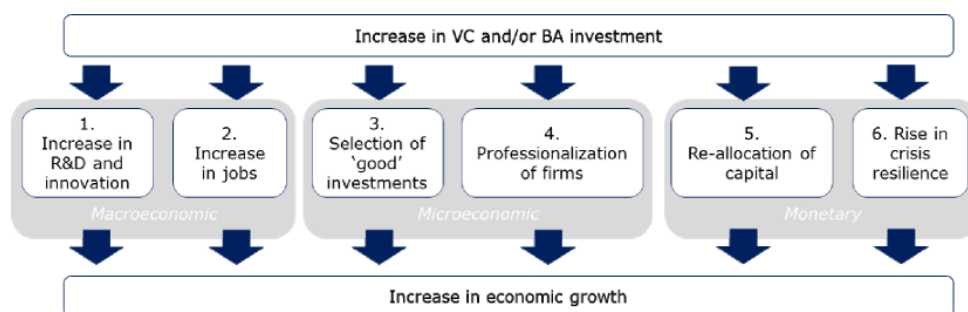 Increase in VC and/or BA investment
1.
Increase in
R&D and
innovation
2.
Increase
in jobs
Macroeconomic
3.
Selection of
‘good’
investments
4.
Professionalization
of firms
Microeconomic
5.
Re-allocation of
capital
6. Rise in
crisis
resilience
Monetary
Increase in economic growth